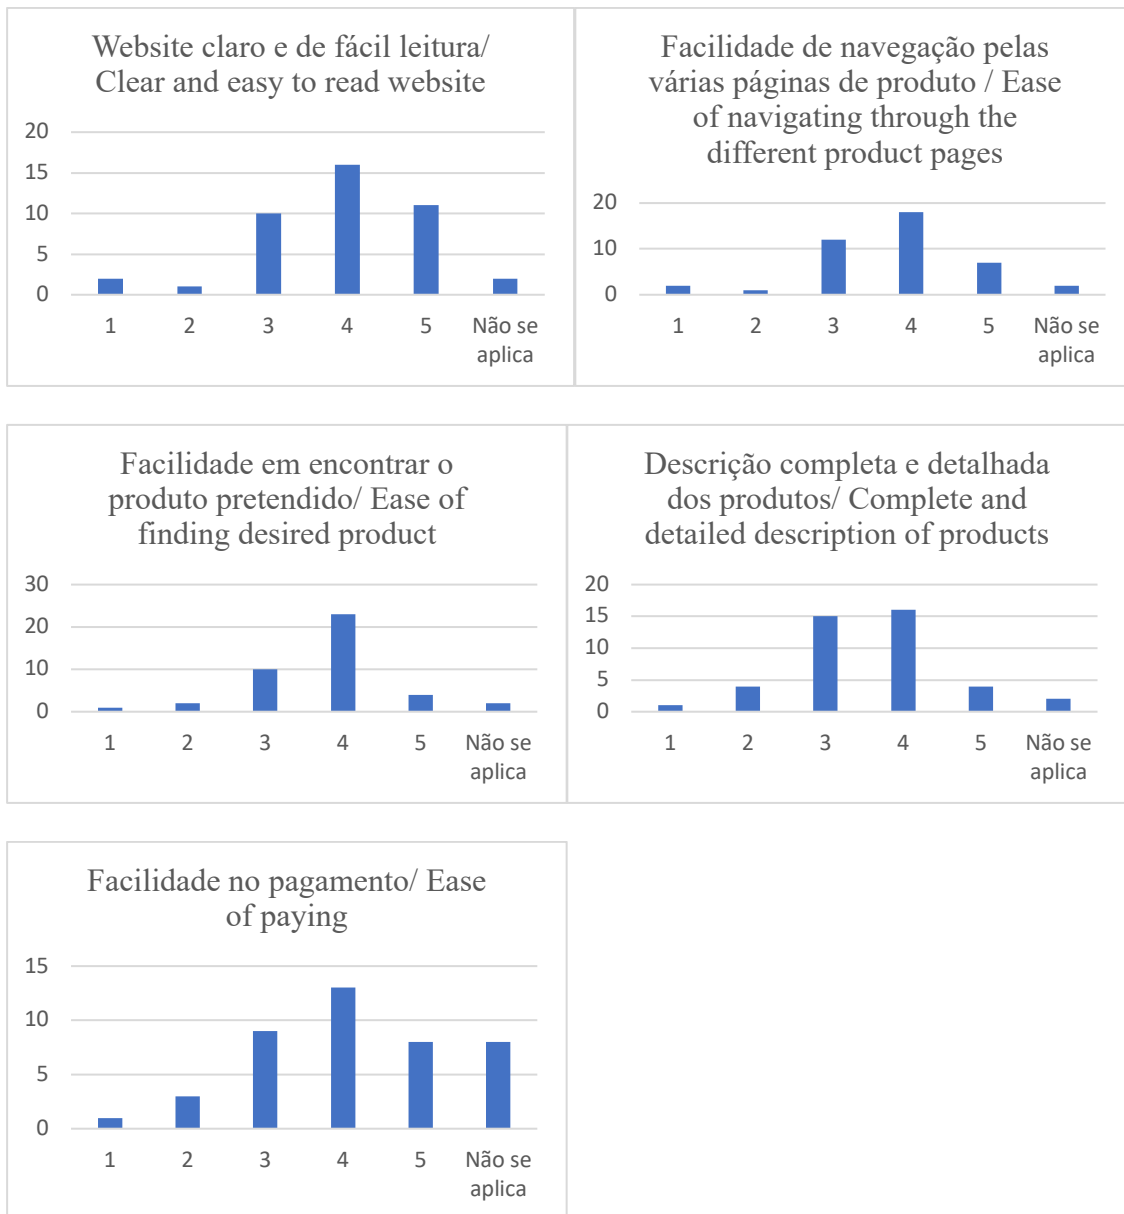 Website claro e de fácil leitura/
Clear and easy to read website
20
15
10
5
0
1 2 3 4 5 Não se
aplica
Facilidade de navegação pelas
várias páginas de produto / Ease
of navigating through the
different product pages
20
10
0
1 2 3 4 5 Não se
aplica
Facilidade em encontrar o
produto pretendido/ Ease of
finding desired product
30
20
10
0
1 2 3 4 5 Não se
aplica
Descrição completa e detalhada
dos produtos/ Complete and
detailed description of products
20
15
10
5
0
1 2 3 4 5 Não se
aplica
Facilidade no pagamento/ Ease
of paying
15
10
5
0
1 2 3 4 5 Não se
aplica